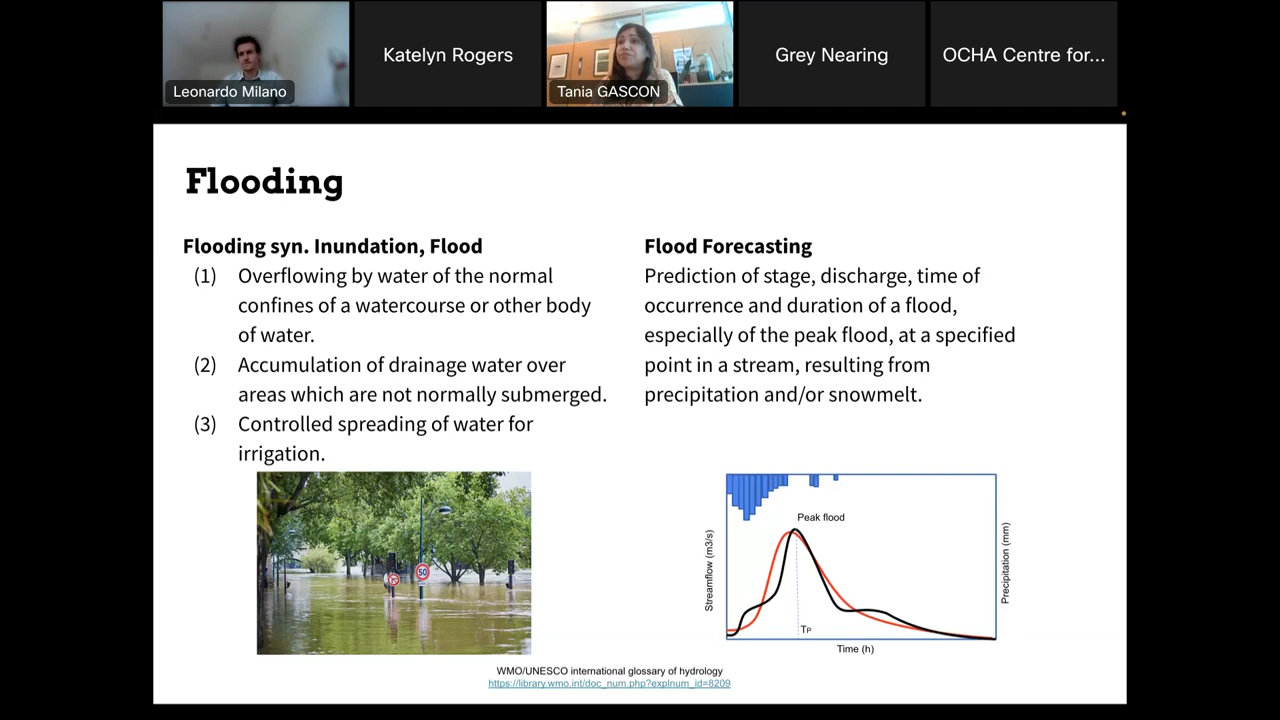 Leonardo Milano
Katelyn Rogers
Tania GASCON
Grey Nearing
OCHA Centre for...
Flooding
Flooding syn. Inundation, Flood
(1) Overflowing by water of the normal
confines of a watercourse or other body
of water.
(2) Accumulation of drainage water over
areas which are not normally submerged.
(3) Controlled spreading of water for
irrigation.
Flood Forecasting
Prediction of stage, discharge, time of
occurrence and duration of a flood,
especially of the peak flood, at a specified
point in a stream, resulting from
precipitation and/or snowmelt.
50
Peak flood
Streamflow (m3/s)
Precipitation (mm)
TP
Time (h)
WMO/UNESCO international glossary of hydrology
https://library.wmo.int/doc_num.php?explnum_id=8209